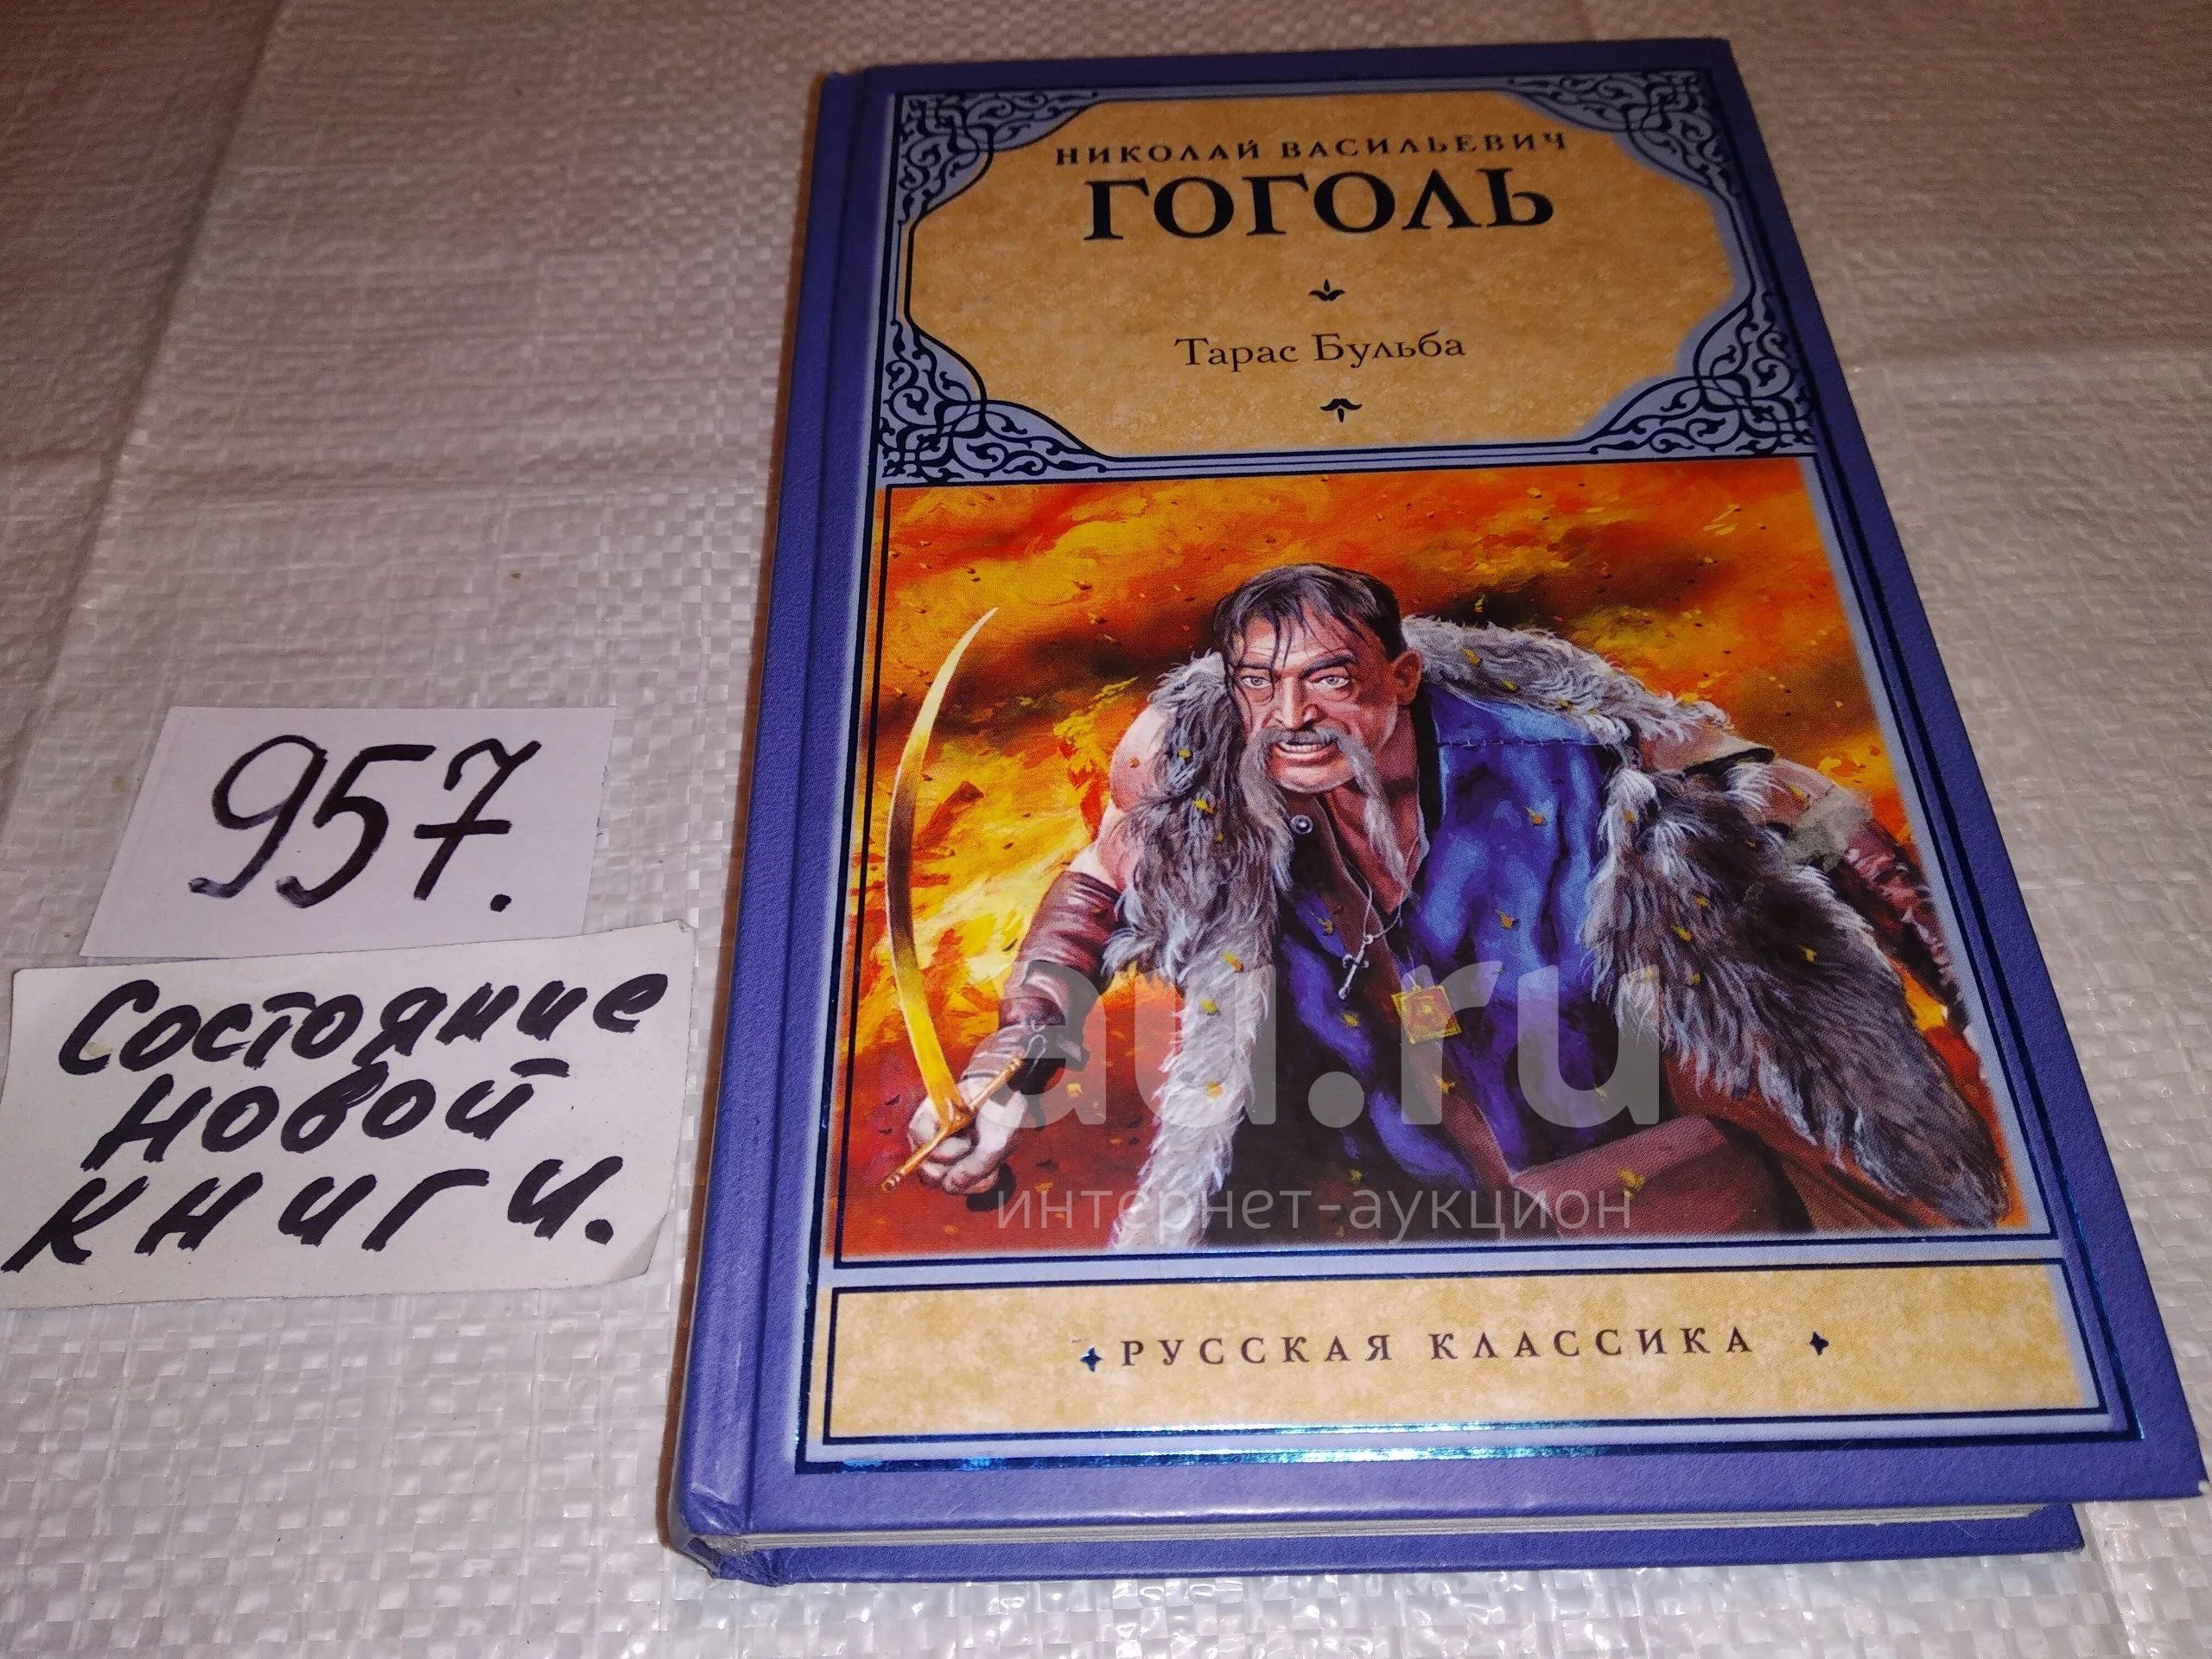 НИКОЛАЙ ВАСИЛЬЕВИЧ
ГОГОЛЬ
Тарас Бульба
957.
Состояние
новой
книги.
au.ru
интернет-аукцион
РУССКАЯ КЛАССИКА